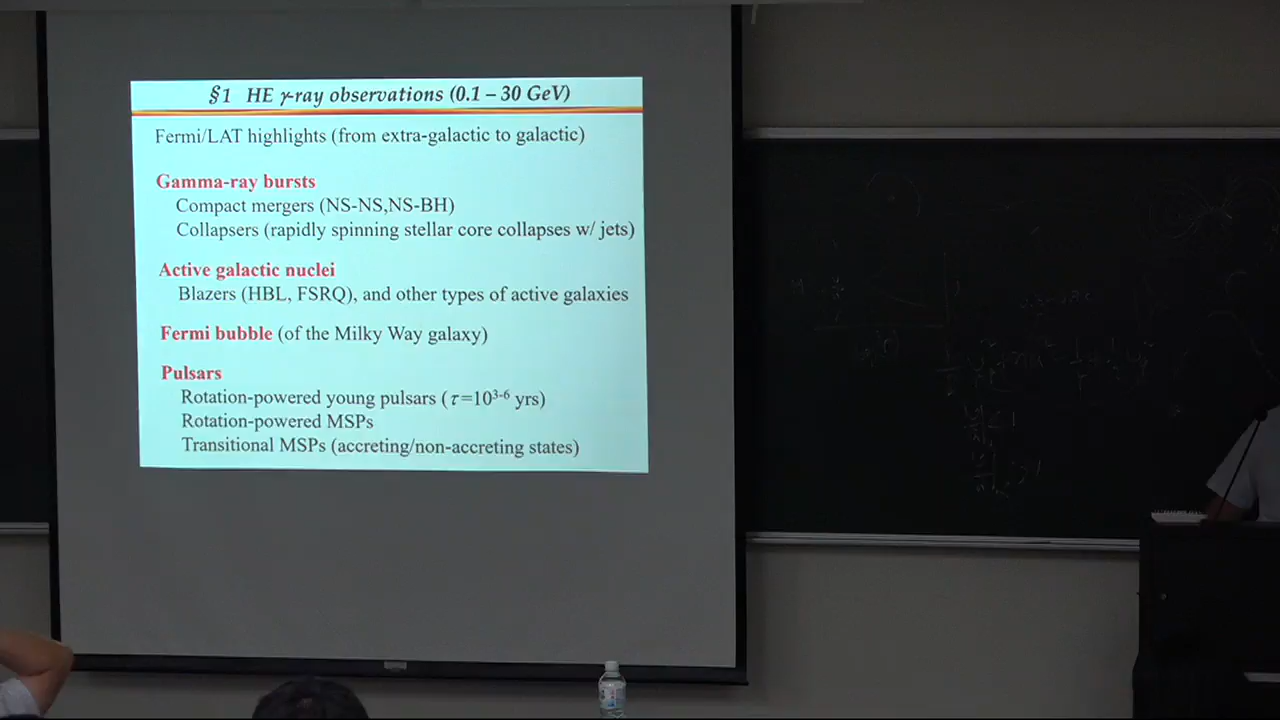 §1 HE γ-ray observations (0.1 – 30 GeV)
Fermi/LAT highlights (from extra-galactic to galactic)
Gamma-ray bursts
Compact mergers (NS-NS,NS-BH)
Collapsers (rapidly spinning stellar core collapses w/ jets)
Active galactic nuclei
Blazers (HBL, FSRQ), and other types of active galaxies
Fermi bubble (of the Milky Way galaxy)
Pulsars
Rotation-powered young pulsars (τ=10³⁻⁶ yrs)
Rotation-powered MSPs
Transitional MSPs (accreting/non-accreting states)